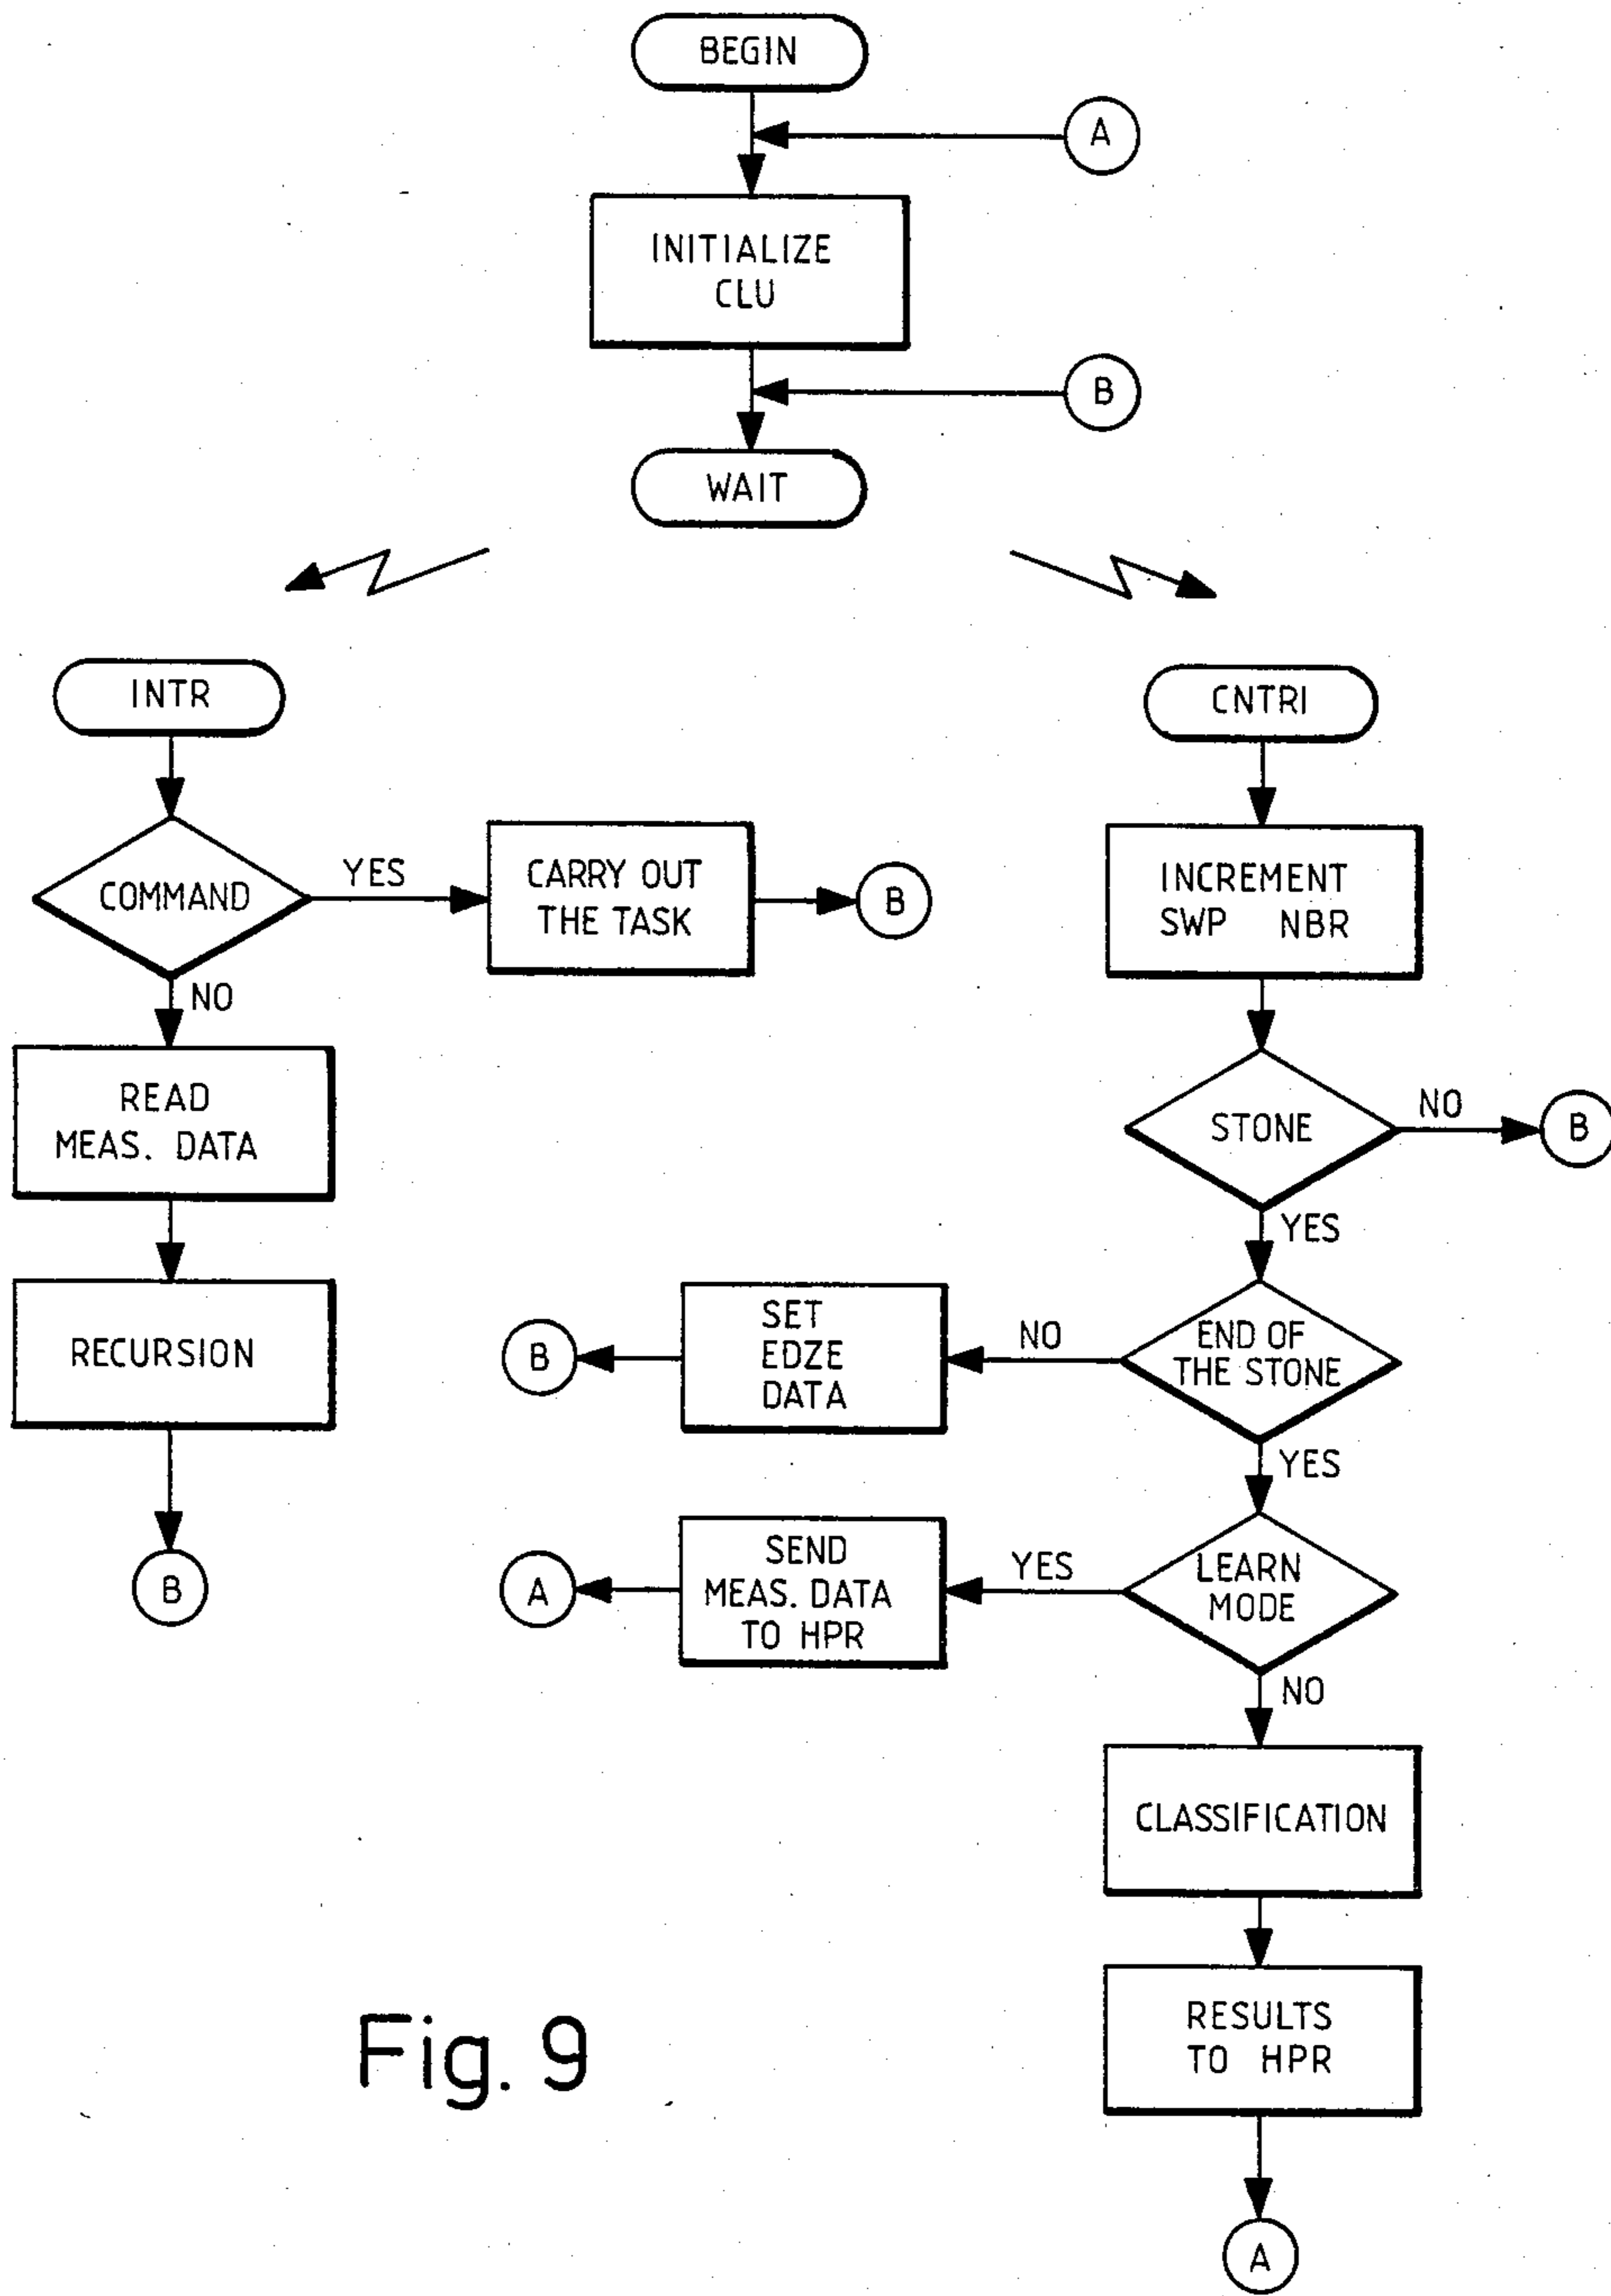 BEGIN
A
INITIALIZE
CLU
B
WAIT
INTR
CNTRI
COMMAND
YES
CARRY OUT
THE TASK
B
INCREMENT
SWP NBR
NO
READ
MEAS. DATA
STONE
NO
B
YES
RECURSION
B
SET
EDZE
DATA
NO
END OF
THE STONE
YES
B
A
SEND
MEAS. DATA
TO HPR
YES
LEARN
MODE
NO
CLASSIFICATION
RESULTS
TO HPR
A
Fig. 9